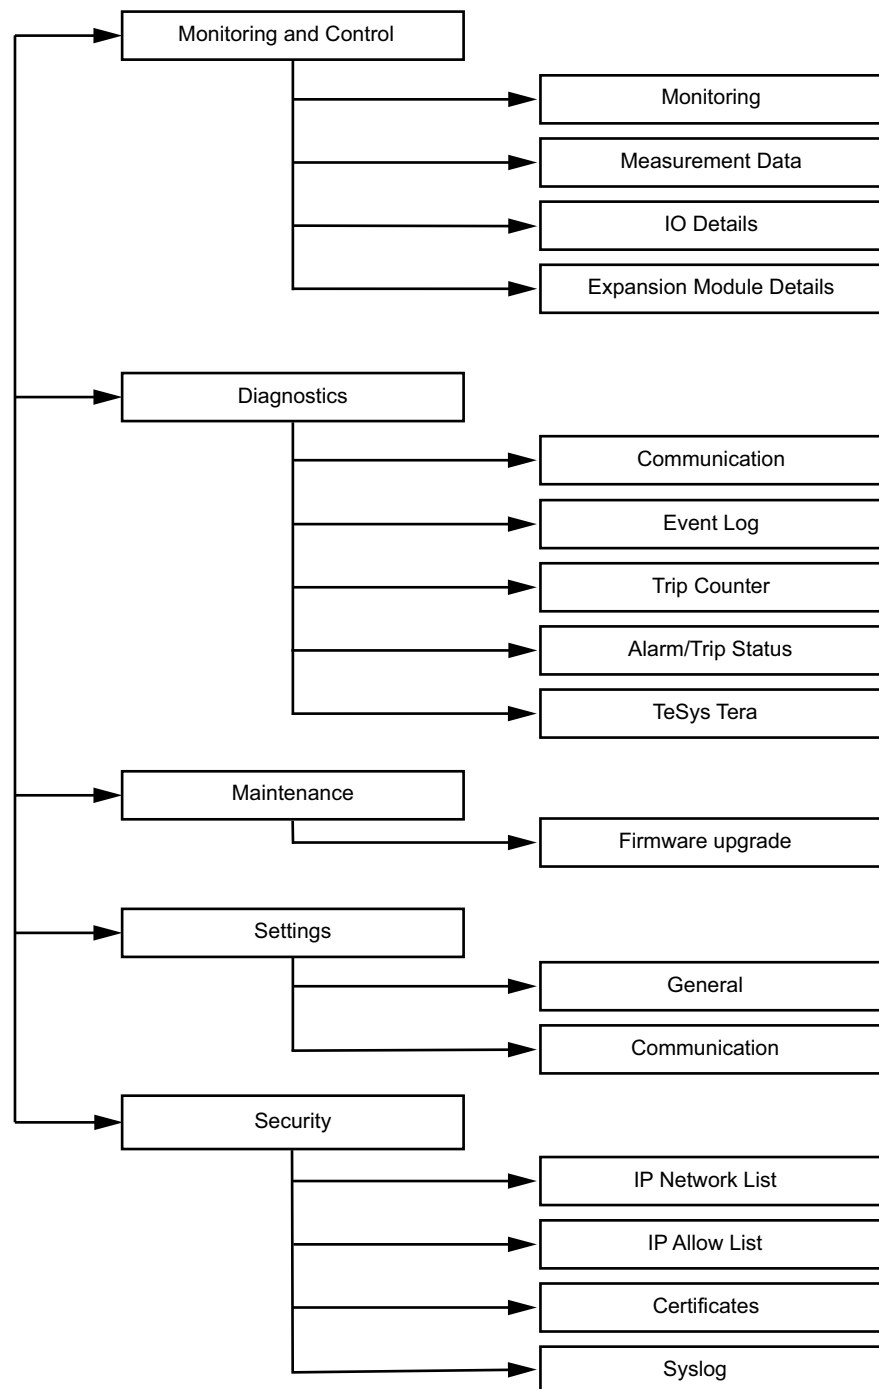 Monitoring and Control
Monitoring
Measurement Data
IO Details
Expansion Module Details
Diagnostics
Communication
Event Log
Trip Counter
Alarm/Trip Status
TeSys Tera
Maintenance
Firmware upgrade
Settings
General
Communication
Security
IP Network List
IP Allow List
Certificates
Syslog